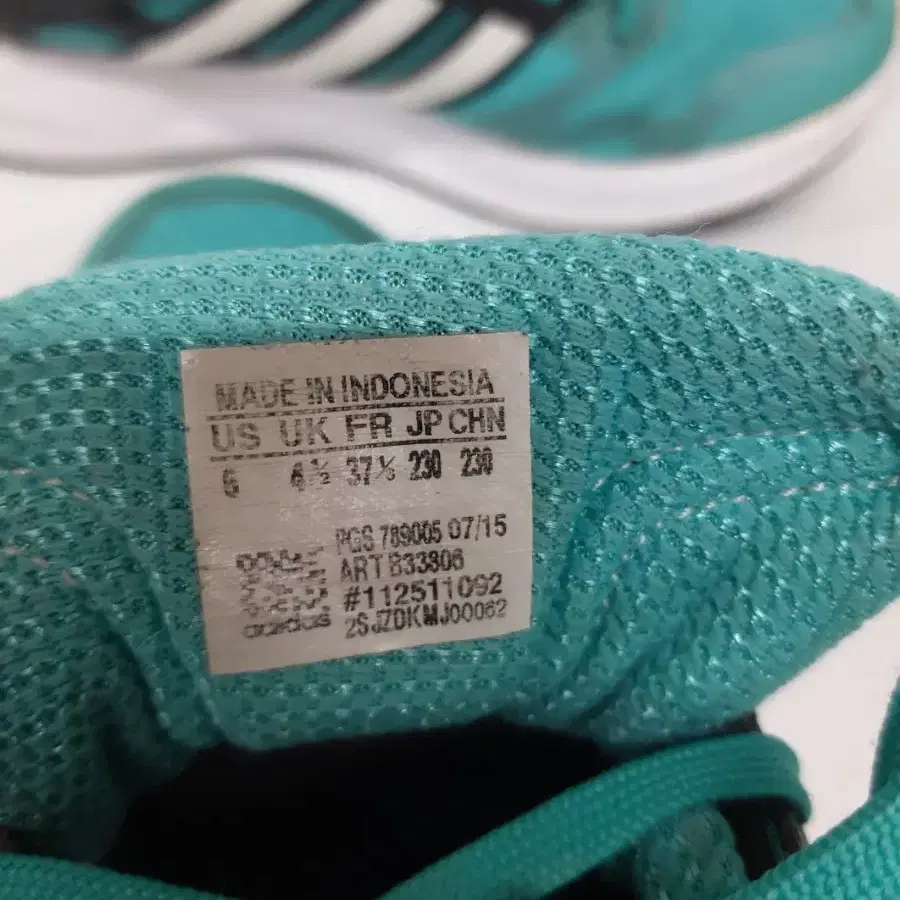 MADE IN INDONESIA
US UK FR JP CHN
6 4½ 37⅓ 230 230
PGS 789005 07/15
ART B33806
#112511092
adidas 2SJZDKMJ00062